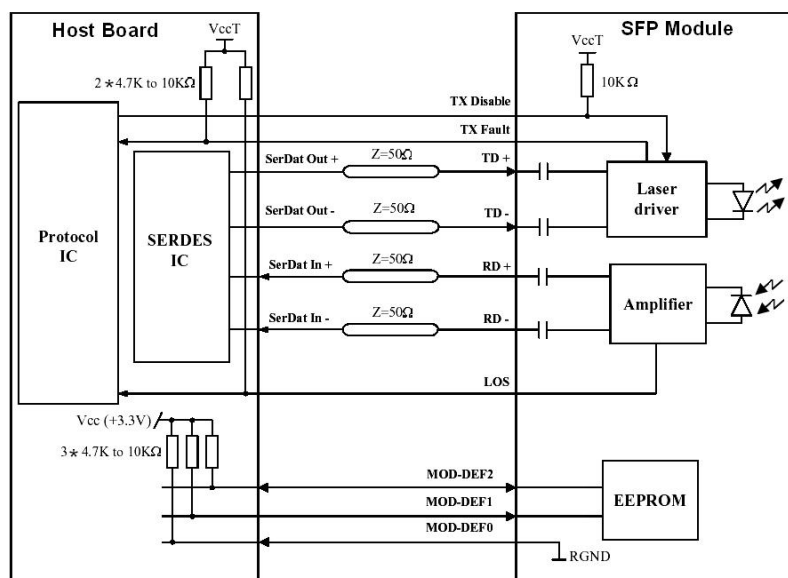 Host Board
SFP Module
VccT
VccT
2*4.7K to 10KΩ
10KΩ
TX Disable
TX Fault
SerDat Out +
Z=50Ω
TD +
SerDat Out -
Z=50Ω
TD -
Laser
driver
Protocol
IC
SERDES
IC
SerDat In +
Z=50Ω
RD +
SerDat In -
Z=50Ω
RD -
Amplifier
LOS
Vcc (+3.3V)
3*4.7K to 10KΩ
MOD-DEF2
MOD-DEF1
MOD-DEF0
EEPROM
RGND